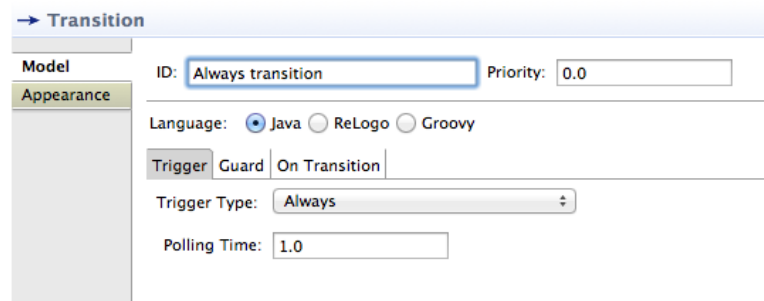 Transition
Model
ID: Always transition Priority: 0.0
Appearance
Language: Java ReLogo Groovy
Trigger Guard On Transition
Trigger Type: Always
Polling Time: 1.0